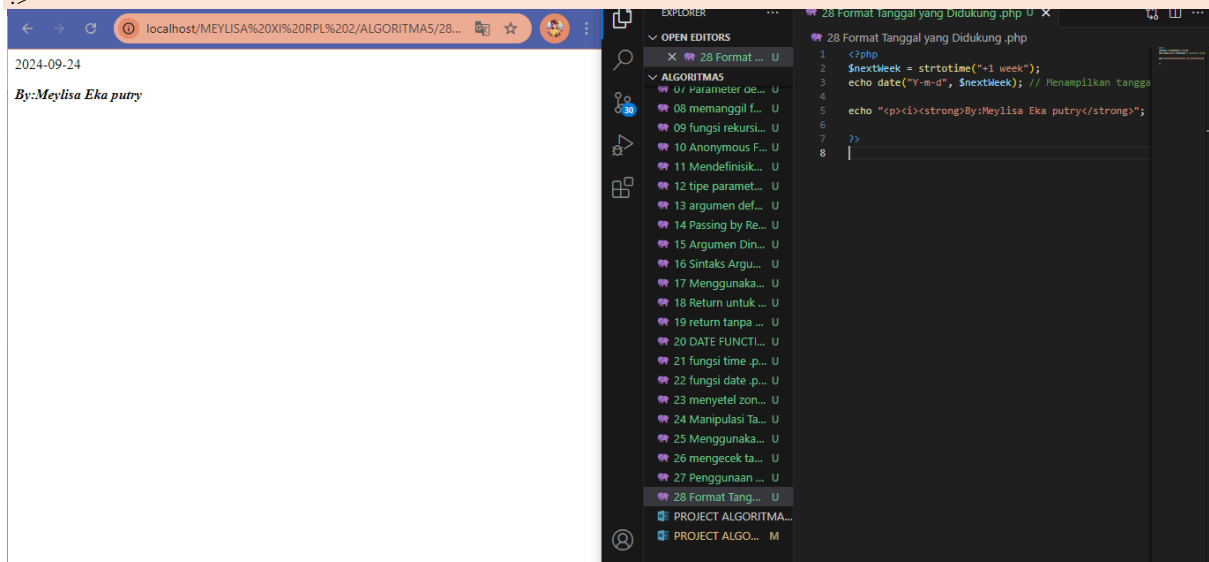 ?>
localhost/MEYLISA%20XI%20RPL%202/ALGORITMA5/28...
2024-09-24
By:Meylisa Eka putry
EXPLORER ...
OPEN EDITORS
28 Format ... U
ALGORITMA5
07 Parameter de... U
08 memanggil f... U
09 fungsi rekursi... U
10 Anonymous F... U
11 Mendefinisik... U
12 tipe paramet... U
13 argumen def... U
14 Passing by Re... U
15 Argumen Din... U
16 Sintaks Argu... U
17 Menggunaka... U
18 Return untuk ... U
19 return tanpa ... U
20 DATE FUNCTI... U
21 fungsi time .p... U
22 fungsi date .p... U
23 menyetel zon... U
24 Manipulasi Ta... U
25 Menggunaka... U
26 mengecek ta... U
27 Penggunaan ... U
28 Format Tang... U
PROJECT ALGORITMA...
PROJECT ALGO... M
30
28 Format Tanggal yang Didukung .php U
28 Format Tanggal yang Didukung .php
1 <?php
2 $nextWeek = strtotime("+1 week");
3 echo date("Y-m-d", $nextWeek); // Menampilkan tangga
4
5 echo "<p><i><strong>By:Meylisa Eka putry</strong>";
6
7 ?>
8